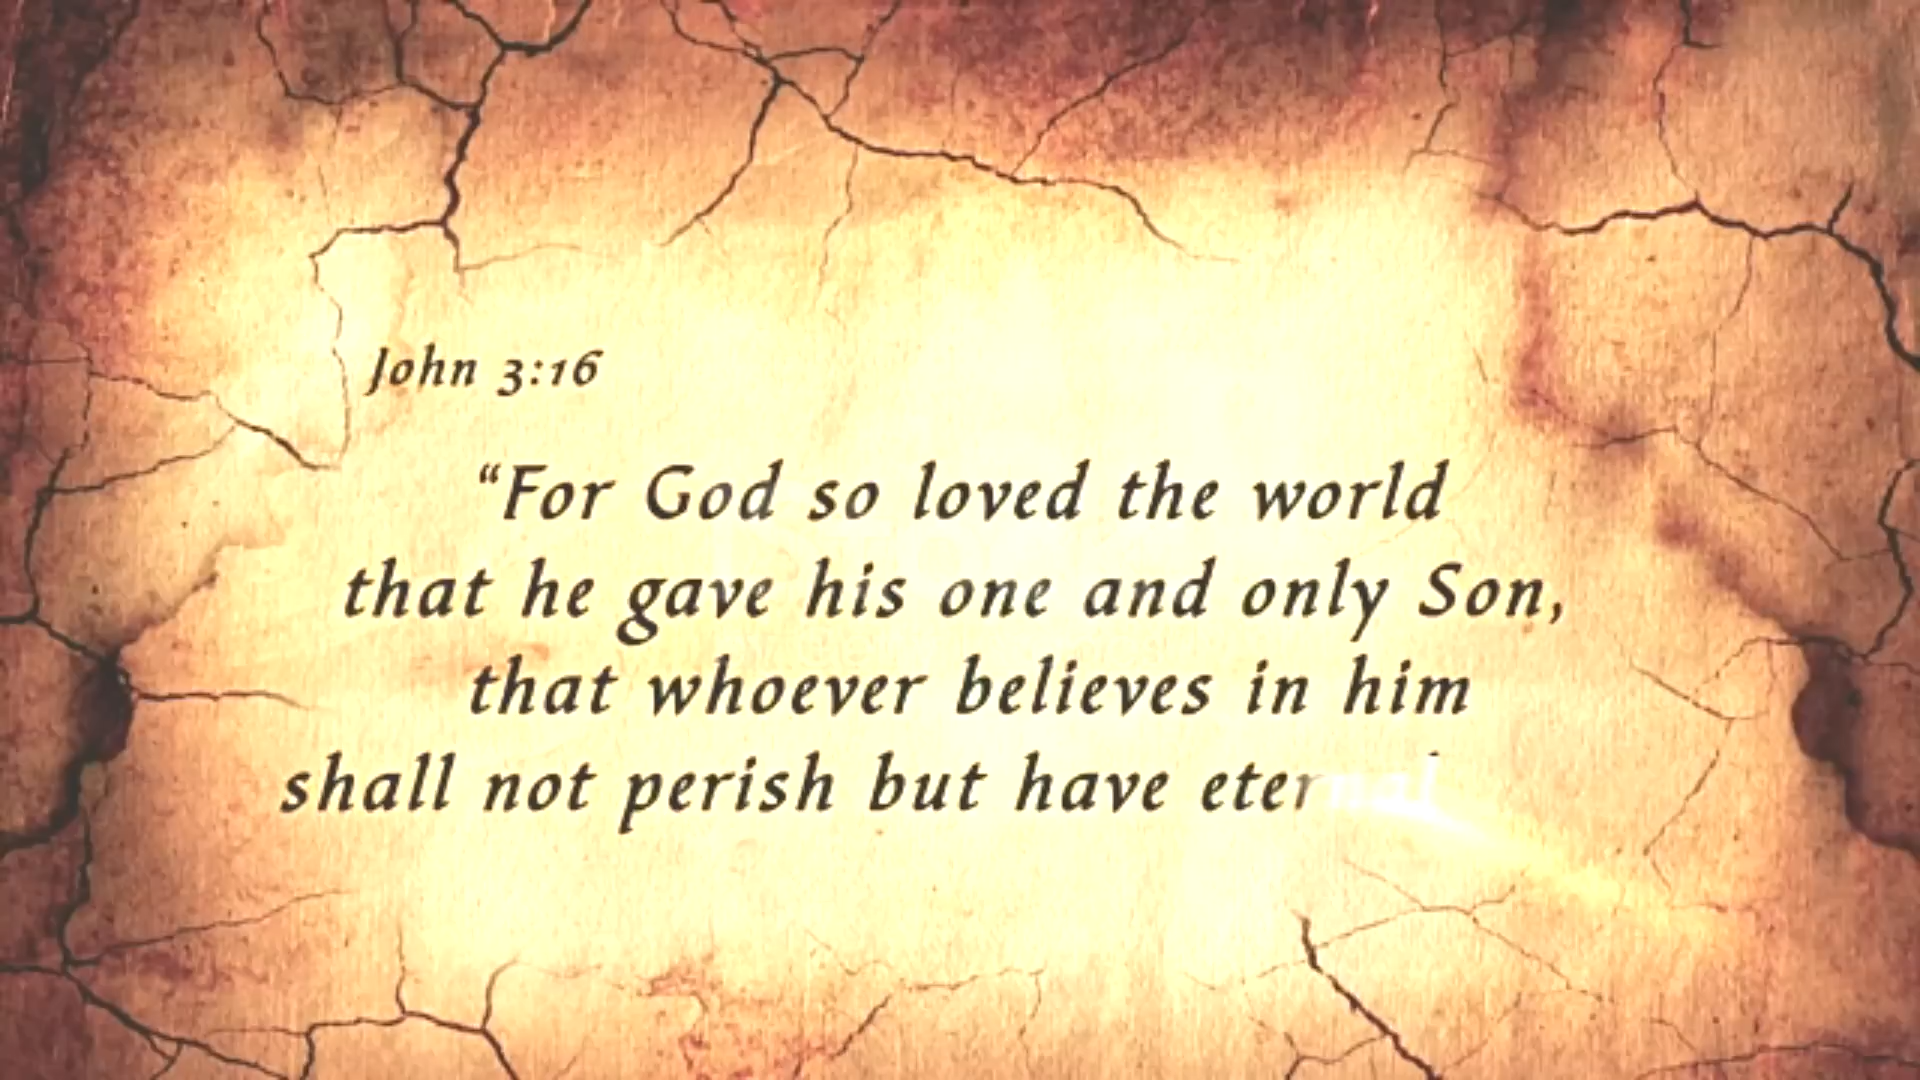 John 3:16
“For God so loved the world
that he gave his one and only Son,
that whoever believes in him
shall not perish but have eternal